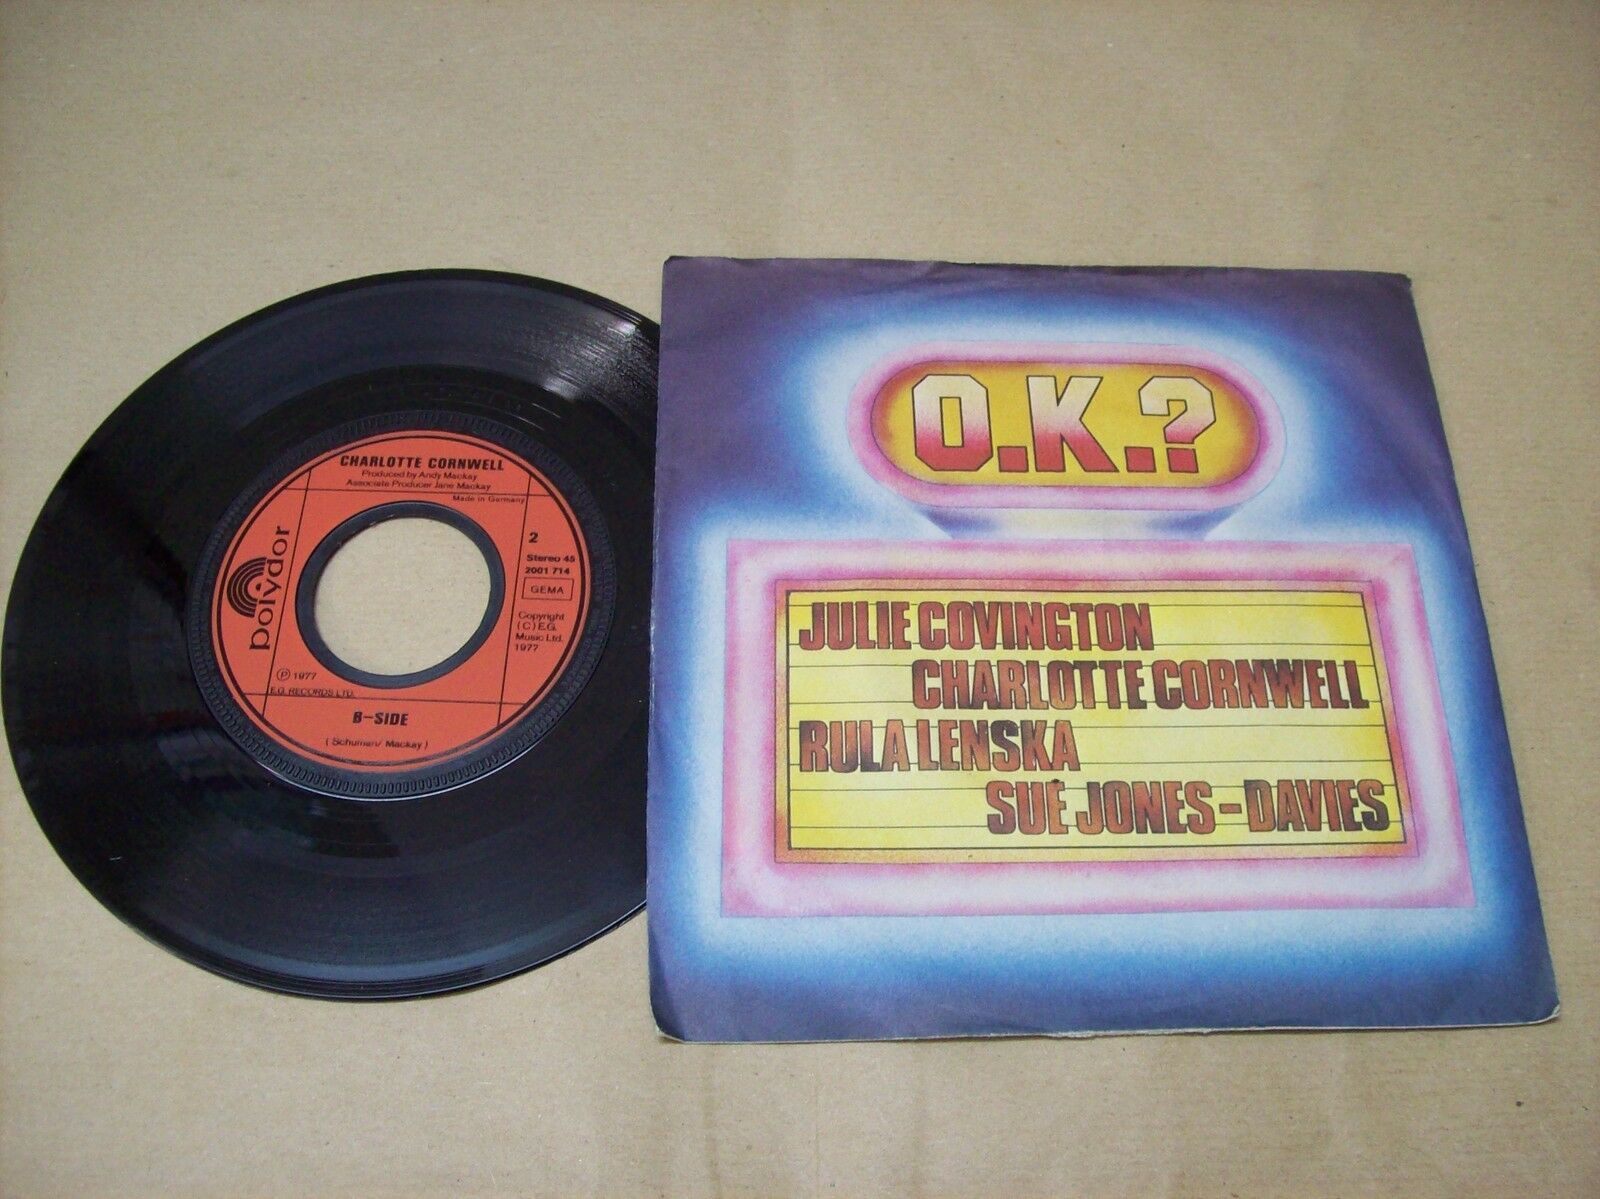 CHARLOTTE CORNWELL
Produced by Andy Mackay
Associate Producer Jane Mackay
Made in Germany
polydor
2
Stereo 45
2001 714
GEMA
Copyright
(C) E.G.
Music Ltd.
1977
Ⓟ 1977
E.G. RECORDS LTD.
B-SIDE
( Schuman/ Mackay )
O.K.?
JULIE COVINGTON
CHARLOTTE CORNWELL
RULA LENSKA
SUE JONES-DAVIES